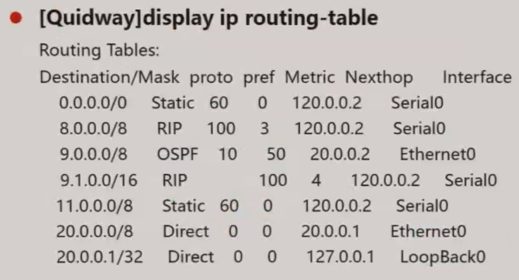 [Quidway]display ip routing-table
Routing Tables:
Destination/Mask proto pref Metric Nexthop Interface
0.0.0.0/0 Static 60 0 120.0.0.2 Serial0
8.0.0.0/8 RIP 100 3 120.0.0.2 Serial0
9.0.0.0/8 OSPF 10 50 20.0.0.2 Ethernet0
9.1.0.0/16 RIP 100 4 120.0.0.2 Serial0
11.0.0.0/8 Static 60 0 120.0.0.2 Serial0
20.0.0.0/8 Direct 0 0 20.0.0.1 Ethernet0
20.0.0.1/32 Direct 0 0 127.0.0.1 LoopBack0